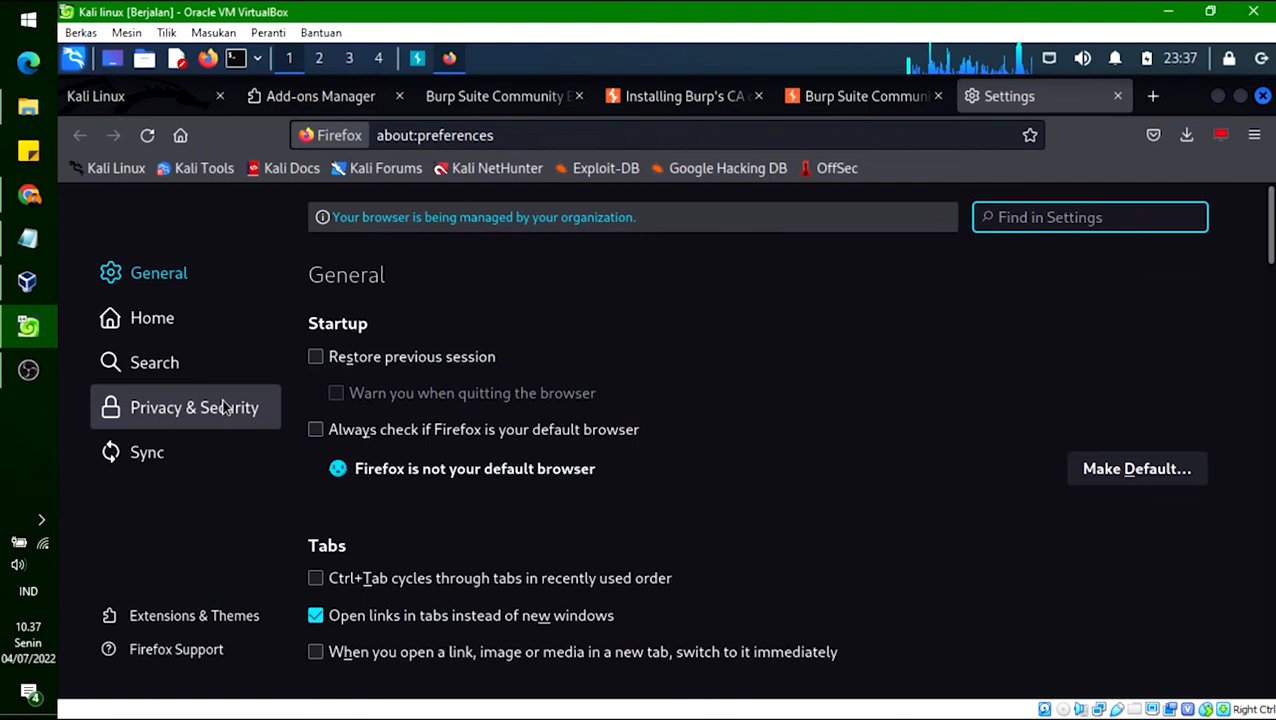 Kali linux [Berjalan] - Oracle VM VirtualBox
Berkas Mesin Tilik Masukan Peranti Bantuan
1 2 3 4 23:37
Kali Linux Add-ons Manager Burp Suite Community E Installing Burp's CA c Burp Suite Communi Settings
Firefox about:preferences
Kali Linux Kali Tools Kali Docs Kali Forums Kali NetHunter Exploit-DB Google Hacking DB OffSec
Your browser is being managed by your organization. Find in Settings
General
Home
Search
Privacy & Security
Sync
Extensions & Themes
Firefox Support
General
Startup
Restore previous session
Warn you when quitting the browser
Always check if Firefox is your default browser
Firefox is not your default browser Make Default...
Tabs
Ctrl+Tab cycles through tabs in recently used order
Open links in tabs instead of new windows
When you open a link, image or media in a new tab, switch to it immediately
IND
10.37
Senin
04/07/2022
4
Right Ctrl